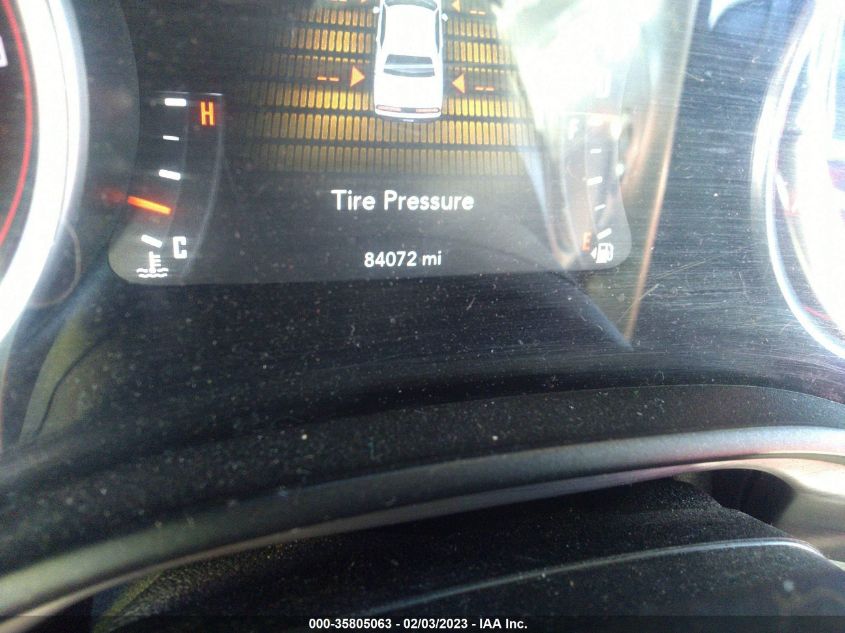 -- --
H
F
Tire Pressure
C
84072 mi
E
000-35805063 - 02/03/2023 - IAA Inc.